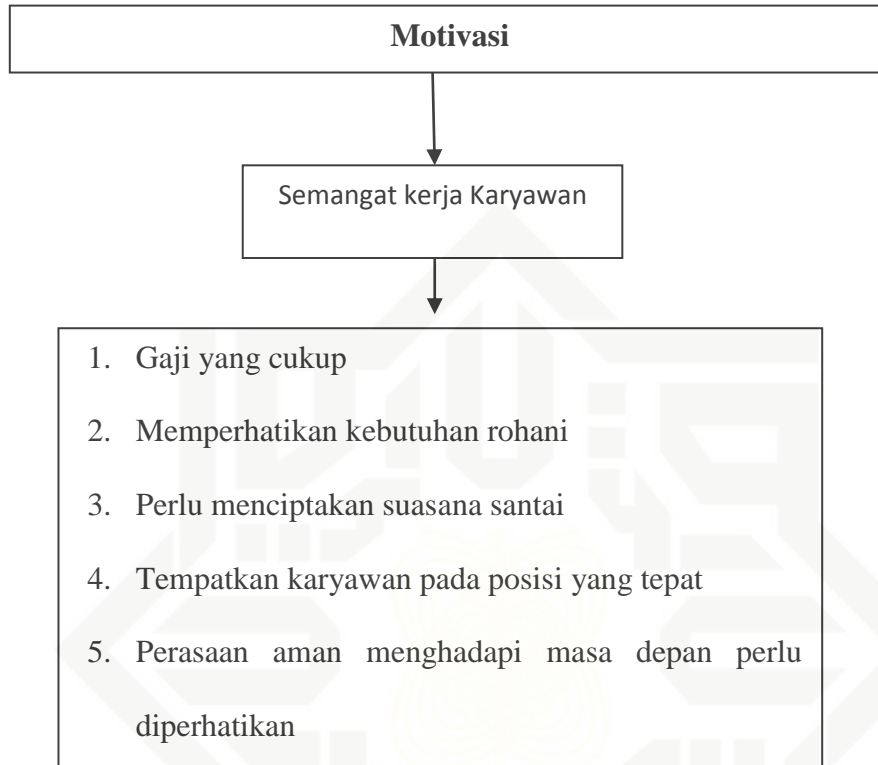 Motivasi
Semangat kerja Karyawan
1. Gaji yang cukup
2. Memperhatikan kebutuhan rohani
3. Perlu menciptakan suasana santai
4. Tempatkan karyawan pada posisi yang tepat
5. Perasaan aman menghadapi masa depan perlu
diperhatikan